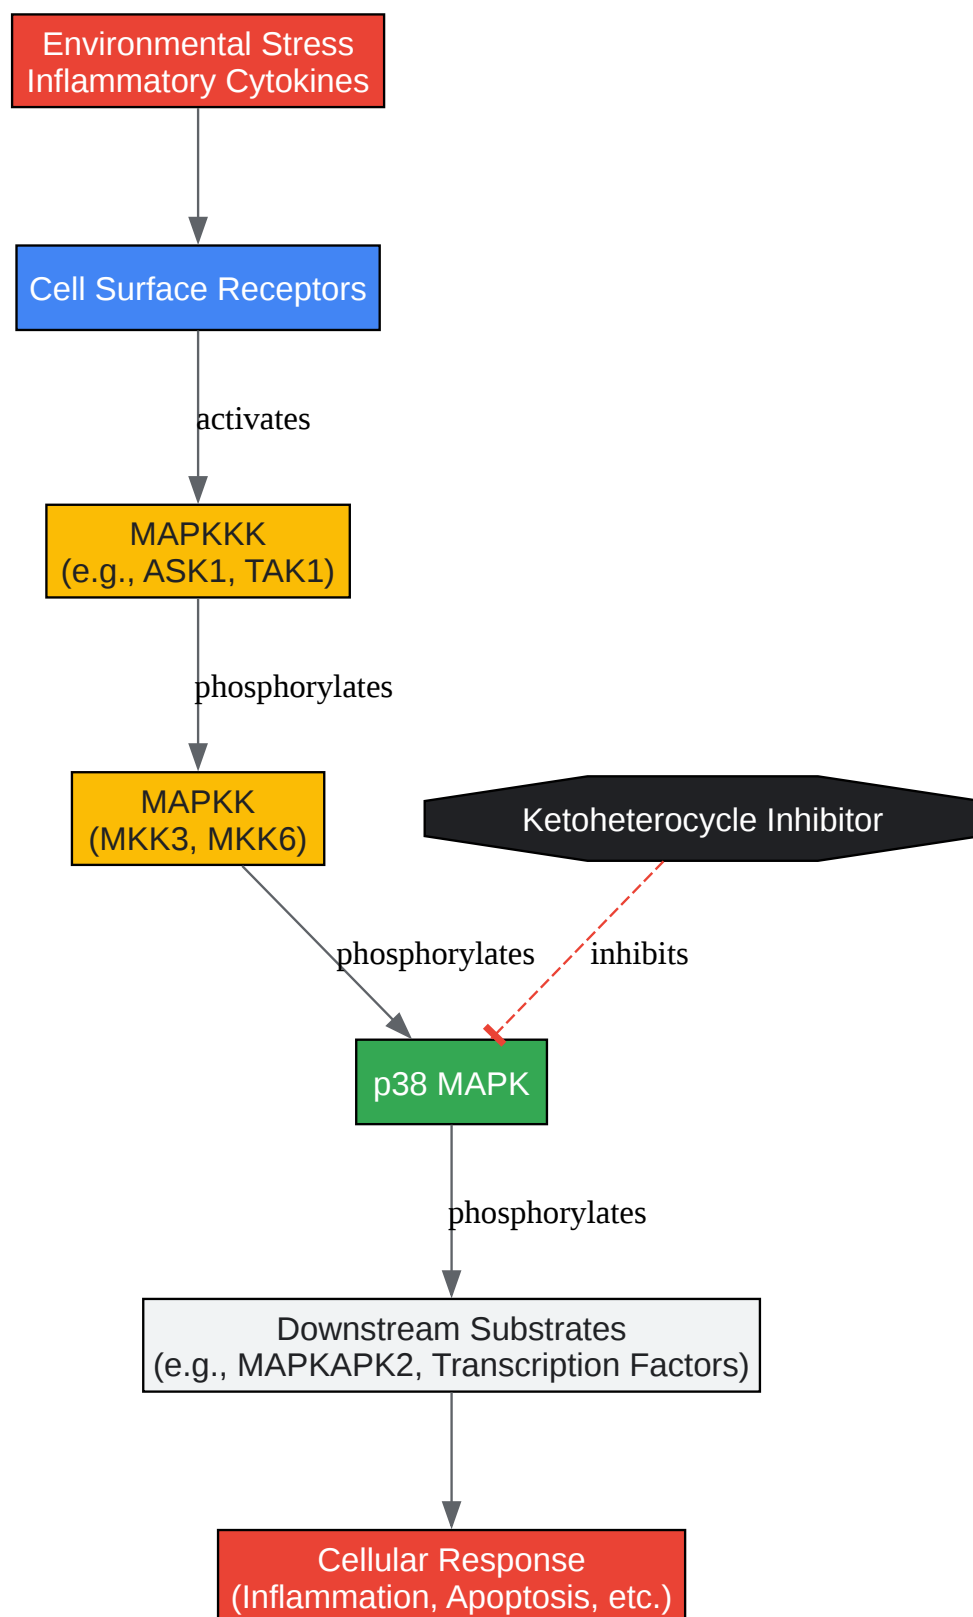 Environmental Stress
Inflammatory Cytokines
Cell Surface Receptors
activates
MAPKKK
(e.g., ASK1, TAK1)
phosphorylates
MAPKK
(MKK3, MKK6)
Ketoheterocycle Inhibitor
phosphorylates
inhibits
p38 MAPK
phosphorylates
Downstream Substrates
(e.g., MAPKAPK2, Transcription Factors)
Cellular Response
(Inflammation, Apoptosis, etc.)